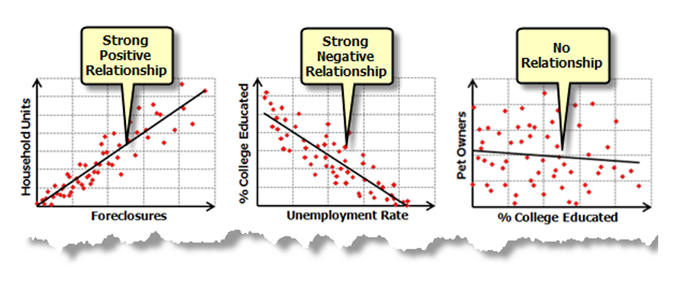 Strong
Positive
Relationship
Household Units
Foreclosures
Strong
Negative
Relationship
% College Educated
Unemployment Rate
No
Relationship
Pet Owners
% College Educated